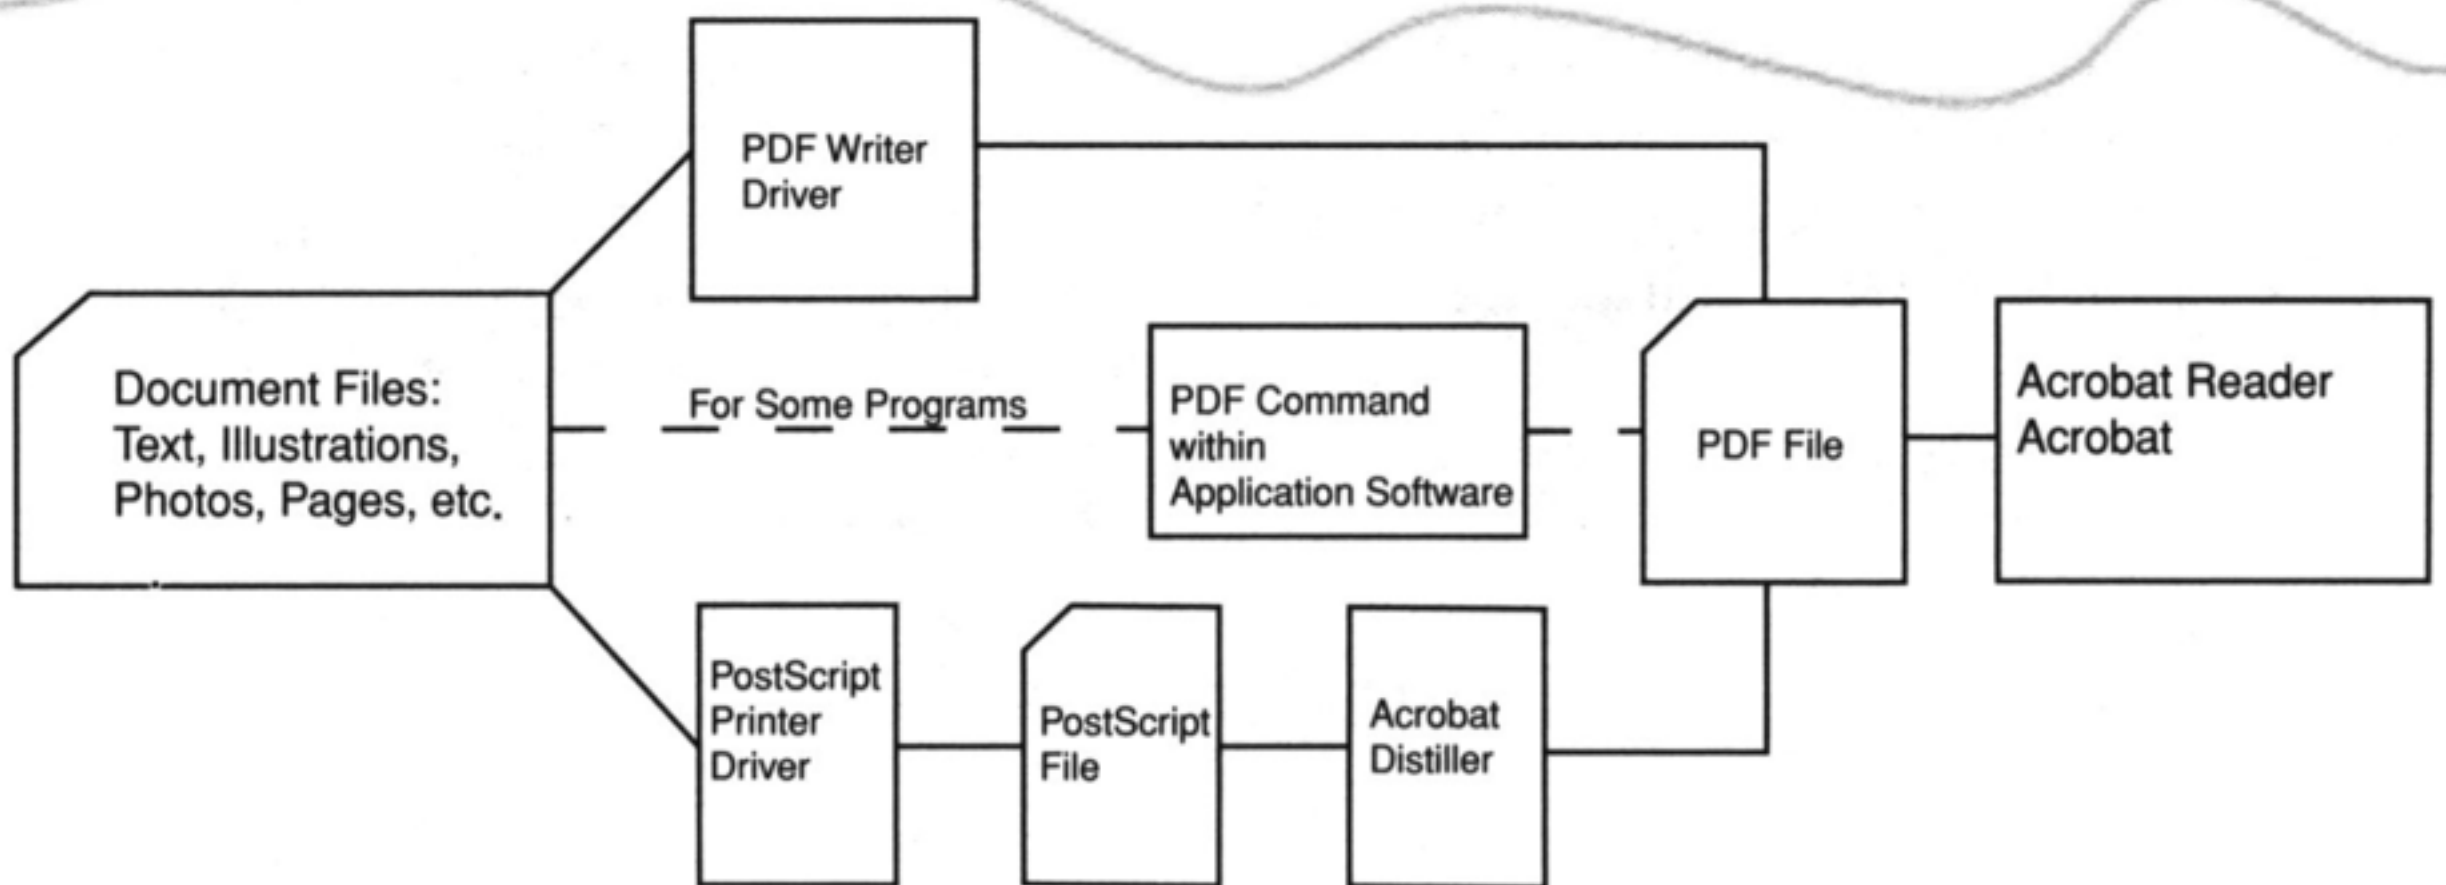 PDF Writer
Driver
Document Files:
Text, Illustrations,
Photos, Pages, etc.
For Some Programs
PDF Command
within
Application Software
PDF File
Acrobat Reader
Acrobat
PostScript
Printer
Driver
PostScript
File
Acrobat
Distiller